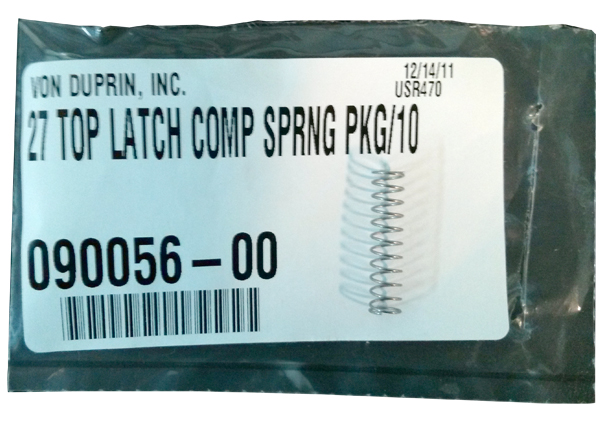 VON DUPRIN, INC.
12/14/11
USR470
27 TOP LATCH COMP SPRNG PKG/10
090056-00